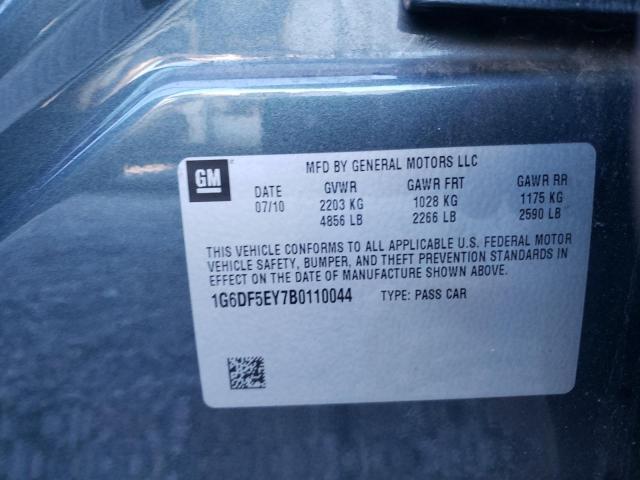 GM
MFD BY GENERAL MOTORS LLC
DATE GVWR GAWR FRT GAWR RR
07/10 2203 KG 1028 KG 1175 KG
4856 LB 2266 LB 2590 LB
THIS VEHICLE CONFORMS TO ALL APPLICABLE U.S. FEDERAL MOTOR
VEHICLE SAFETY, BUMPER, AND THEFT PREVENTION STANDARDS IN
EFFECT ON THE DATE OF MANUFACTURE SHOWN ABOVE.
1G6DF5EY7B0110044 TYPE: PASS CAR